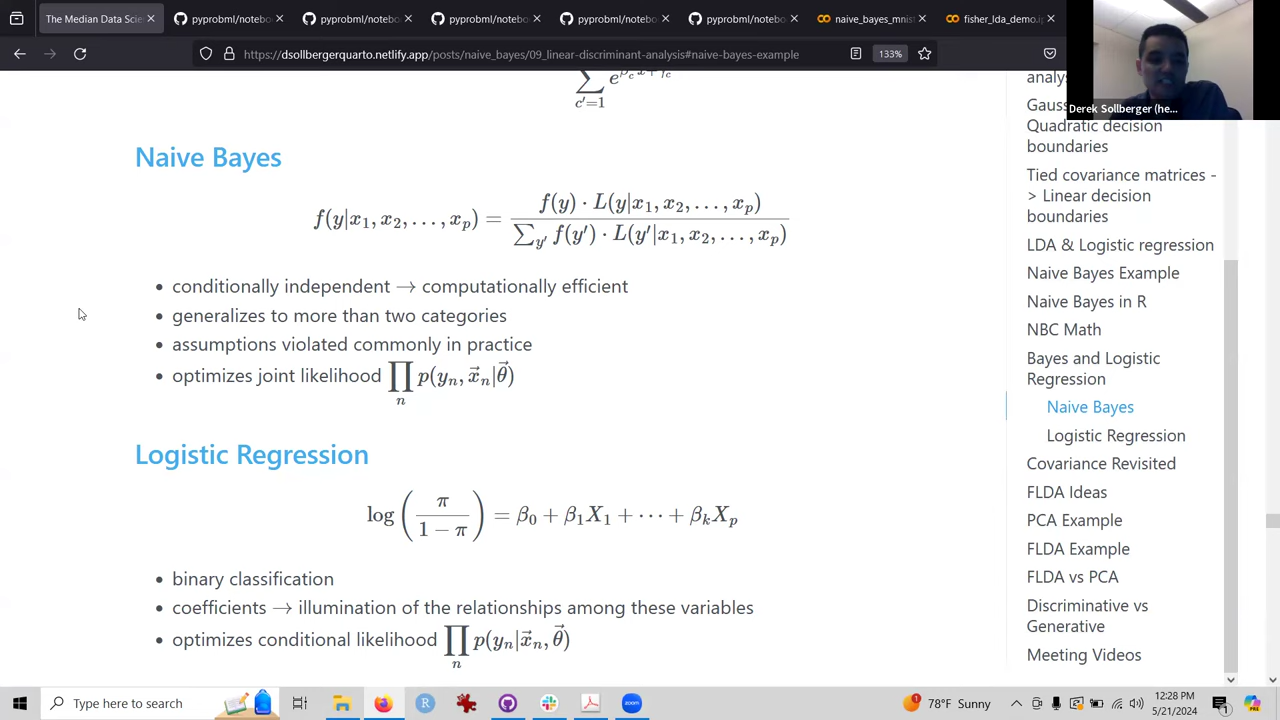 The Median Data Scie
pyprobml/notebo
pyprobml/notebo
pyprobml/notebo
pyprobml/notebo
pyprobml/notebo
naive_bayes_mnist
fisher_lda_demo.ip
https://dsollbergerquarto.netlify.app/posts/naive_bayes/09_linear-discriminant-analysis#naive-bayes-example
133%
Derek Sollberger (he...
∑
c′=1
Naive Bayes
f(y|x₁, x₂, . . . , xₚ) = f(y) · L(y|x₁, x₂, . . . , xₚ) / ∑_y′ f(y′) · L(y′|x₁, x₂, . . . , xₚ)
• conditionally independent → computationally efficient
• generalizes to more than two categories
• assumptions violated commonly in practice
• optimizes joint likelihood ∏ₙ p(yₙ, x⃗ₙ|θ⃗)
Logistic Regression
log (π / 1 − π) = β₀ + β₁X₁ + · · · + βₖXₚ
• binary classification
• coefficients → illumination of the relationships among these variables
• optimizes conditional likelihood ∏ₙ p(yₙ|x⃗ₙ, θ⃗)
Quadratic decision
boundaries
Tied covariance matrices -
> Linear decision
boundaries
LDA & Logistic regression
Naive Bayes Example
Naive Bayes in R
NBC Math
Bayes and Logistic
Regression
Naive Bayes
Logistic Regression
Covariance Revisited
FLDA Ideas
PCA Example
FLDA Example
FLDA vs PCA
Discriminative vs
Generative
Meeting Videos
Type here to search
R
zoom
78°F Sunny
12:28 PM
5/21/2024
1